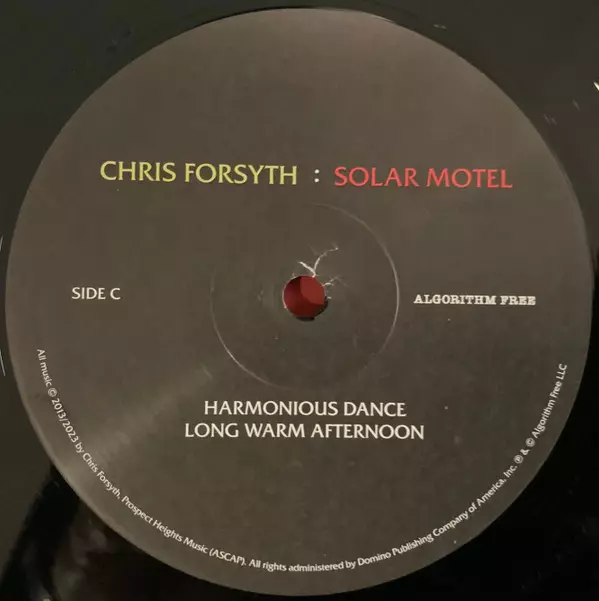 CHRIS FORSYTH : SOLAR MOTEL
SIDE C
ALGORITHM FREE
HARMONIOUS DANCE
LONG WARM AFTERNOON
All music © 2013/2023 by Chris Forsyth, Prospect Heights Music (ASCAP). All rights administered by Domino Publishing Company of America, Inc. ℗ & © Algorithm Free LLC